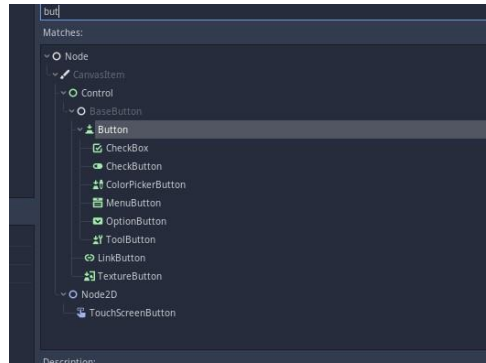 but
Matches:
Node
CanvasItem
Control
BaseButton
Button
CheckBox
CheckButton
ColorPickerButton
MenuButton
OptionButton
ToolButton
LinkButton
TextureButton
Node2D
TouchScreenButton
Description: